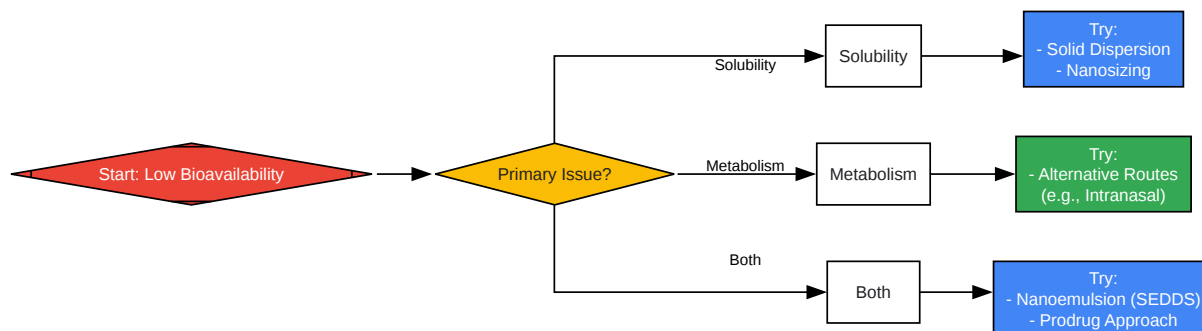 Start: Low Bioavailability
Primary Issue?
Solubility
Solubility
Try:
- Solid Dispersion
- Nanosizing
Metabolism
Metabolism
Try:
- Alternative Routes
(e.g., Intranasal)
Both
Both
Try:
- Nanoemulsion (SEDDS)
- Prodrug Approach